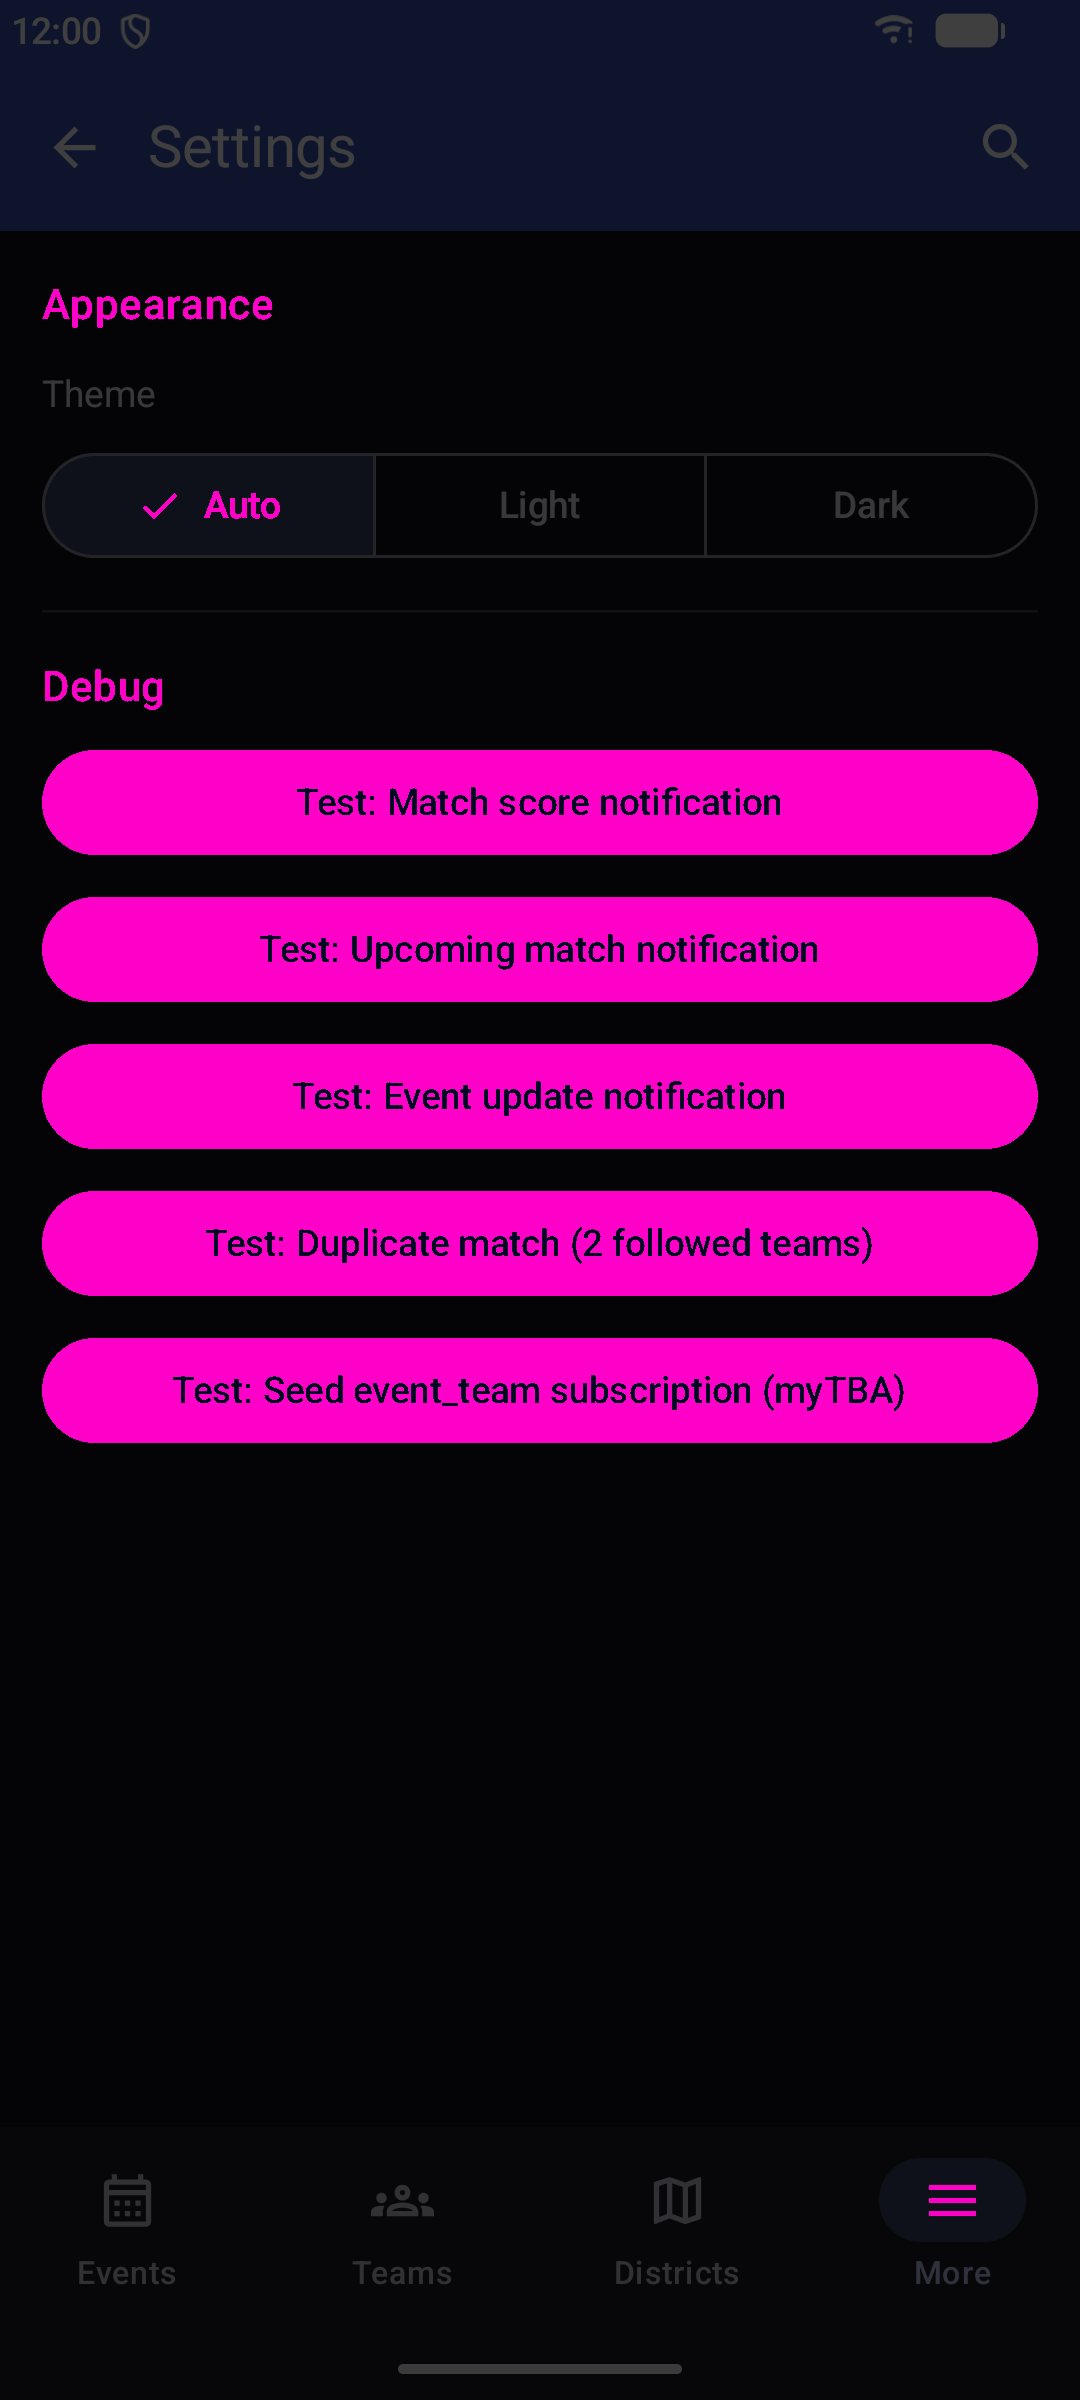 12:00
Settings
Appearance
Theme
Auto
Light
Dark
Debug
Test: Match score notification
Test: Upcoming match notification
Test: Event update notification
Test: Duplicate match (2 followed teams)
Test: Seed event_team subscription (myTBA)
Events
Teams
Districts
More